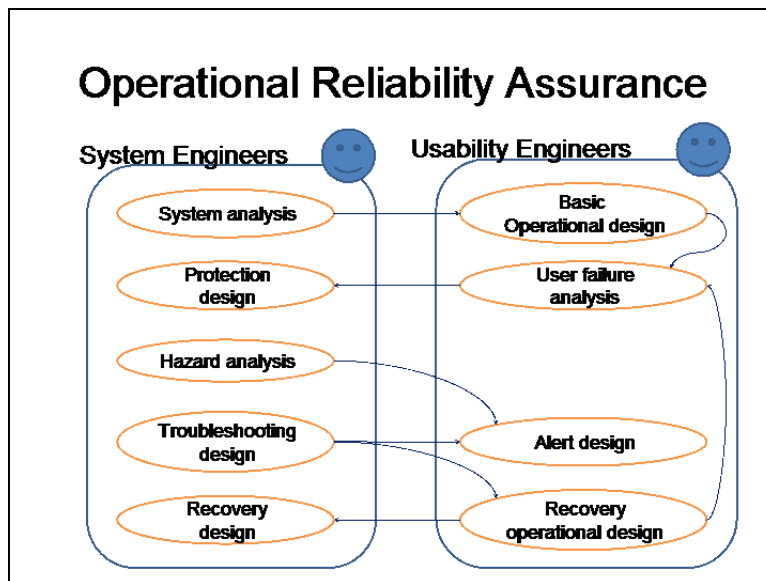 Operational Reliability Assurance
System Engineers
Usability Engineers
System analysis
Basic
Operational design
Protection
design
User failure
analysis
Hazard analysis
Troubleshooting
design
Alert design
Recovery
design
Recovery
operational design